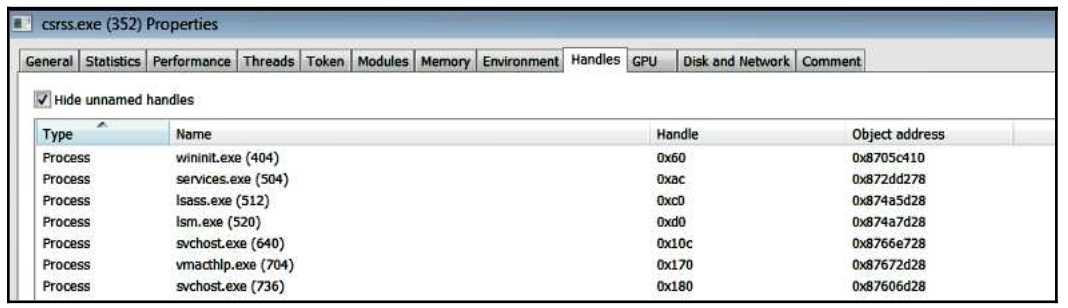 csrss.exe (352) Properties
General Statistics Performance Threads Token Modules Memory Environment Handles GPU Disk and Network Comment
Hide unnamed handles
Type Name Handle Object address
Process wininit.exe (404) 0x60 0x8705c410
Process services.exe (504) 0xac 0x872dd278
Process lsass.exe (512) 0xc0 0x874a5d28
Process lsm.exe (520) 0xd0 0x874a7d28
Process svchost.exe (640) 0x10c 0x8766e728
Process vmacthlp.exe (704) 0x170 0x87672d28
Process svchost.exe (736) 0x180 0x87606d28